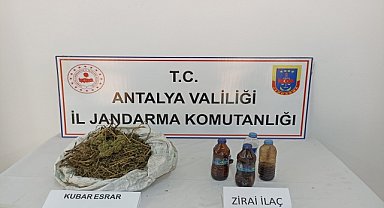 T.C.
ANTALYA VALİLİĞİ
İL JANDARMA KOMUTANLIĞI
KUBAR ESRAR
ZİRAİ İLAÇ